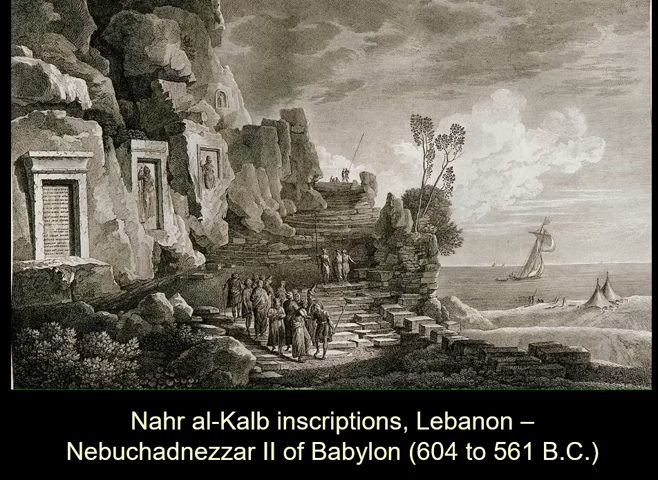 Nahr al-Kalb inscriptions, Lebanon –
Nebuchadnezzar II of Babylon (604 to 561 B.C.)